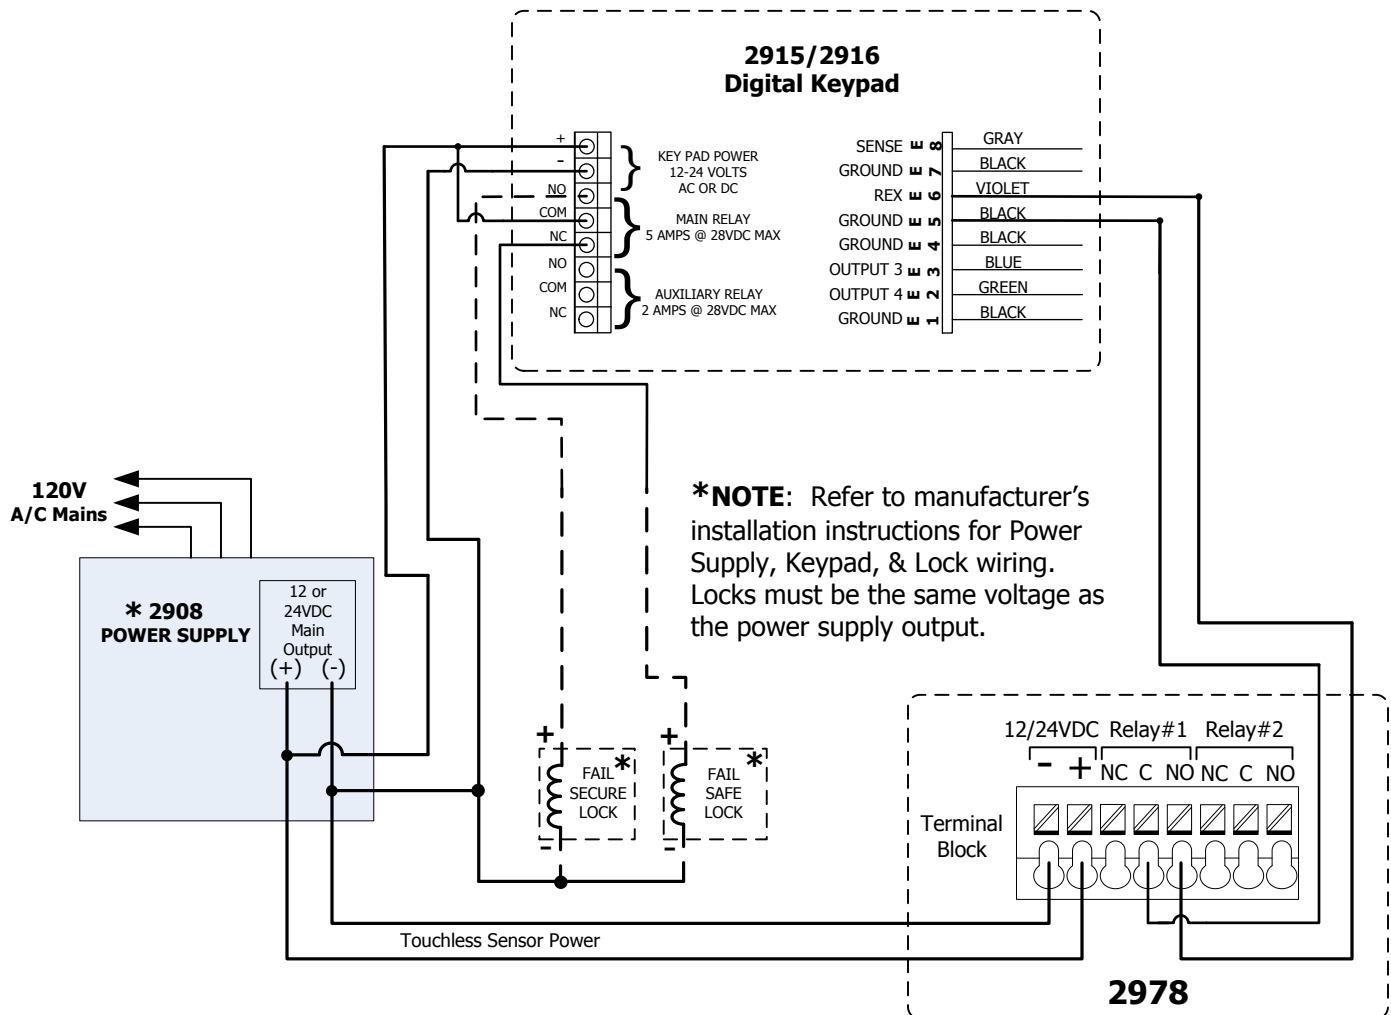 2915/2916
Digital Keypad
+
-
NO
COM
NC
NO
COM
NC
KEY PAD POWER
12-24 VOLTS
AC OR DC
MAIN RELAY
5 AMPS @ 28VDC MAX
AUXILIARY RELAY
2 AMPS @ 28VDC MAX
SENSE E 8 GRAY
GROUND E 7 BLACK
REX E 6 VIOLET
GROUND E 5 BLACK
GROUND E 4 BLACK
OUTPUT 3 E 3 BLUE
OUTPUT 4 E 2 GREEN
GROUND E 1 BLACK
120V
A/C Mains
* 2908
POWER SUPPLY
12 or
24VDC
Main
Output
(+) (-)
*NOTE: Refer to manufacturer’s
installation instructions for Power
Supply, Keypad, & Lock wiring.
Locks must be the same voltage as
the power supply output.
+
FAIL *
SECURE
LOCK
-
+
FAIL *
SAFE
LOCK
-
12/24VDC Relay#1 Relay#2
- + NC C NO NC C NO
Terminal
Block
Touchless Sensor Power
2978